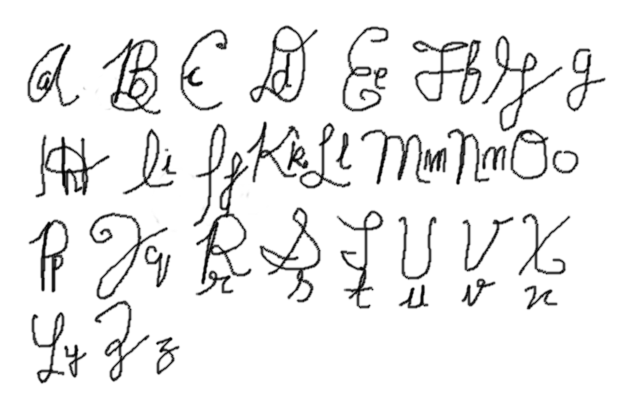 Aa Bb Cc Dd Ee Ff Gg
Hh Ii Jj Kk Ll Mm Nn Oo
Pp Qq Rr Ss Tt Uu Vv Xx
Yy Zz